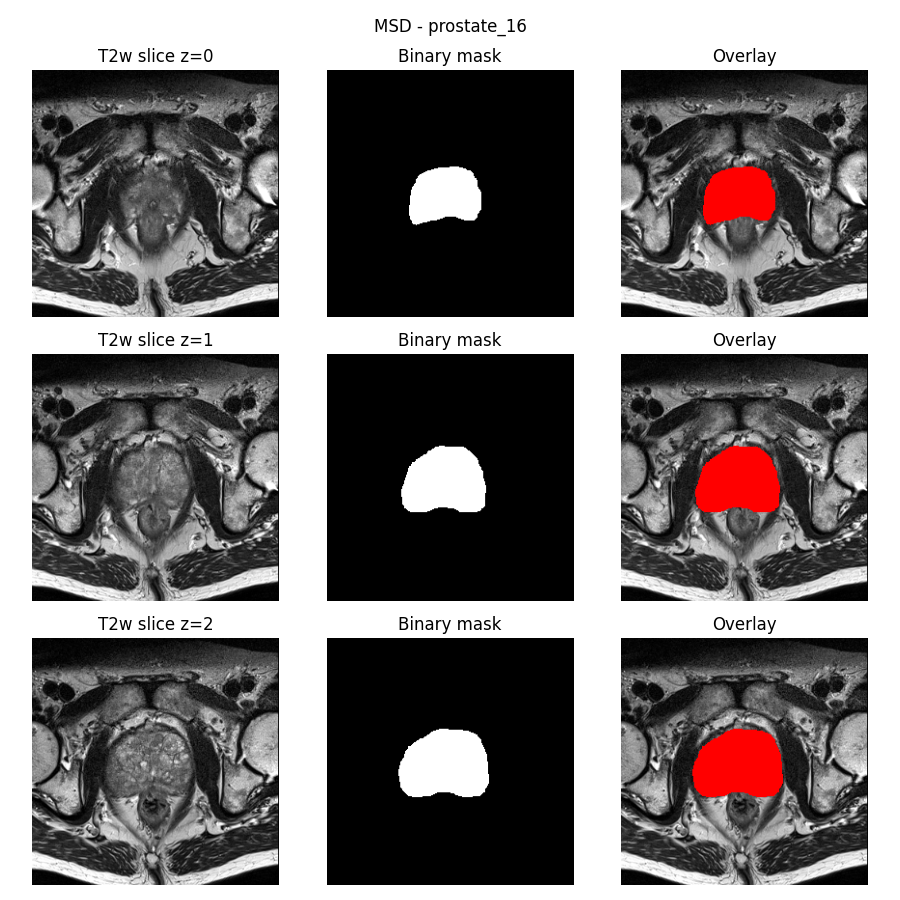 MSD - prostate_16
T2w slice z=0 Binary mask Overlay
T2w slice z=1 Binary mask Overlay
T2w slice z=2 Binary mask Overlay